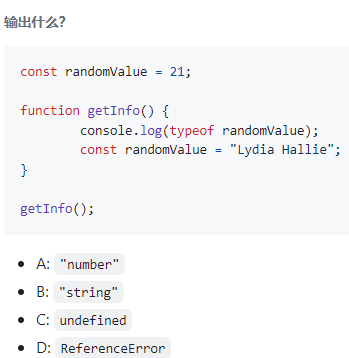 输出什么?
const randomValue = 21;
function getInfo() {
console.log(typeof randomValue);
const randomValue = "Lydia Hallie";
}
getInfo();
A: "number"
B: "string"
C: undefined
D: ReferenceError